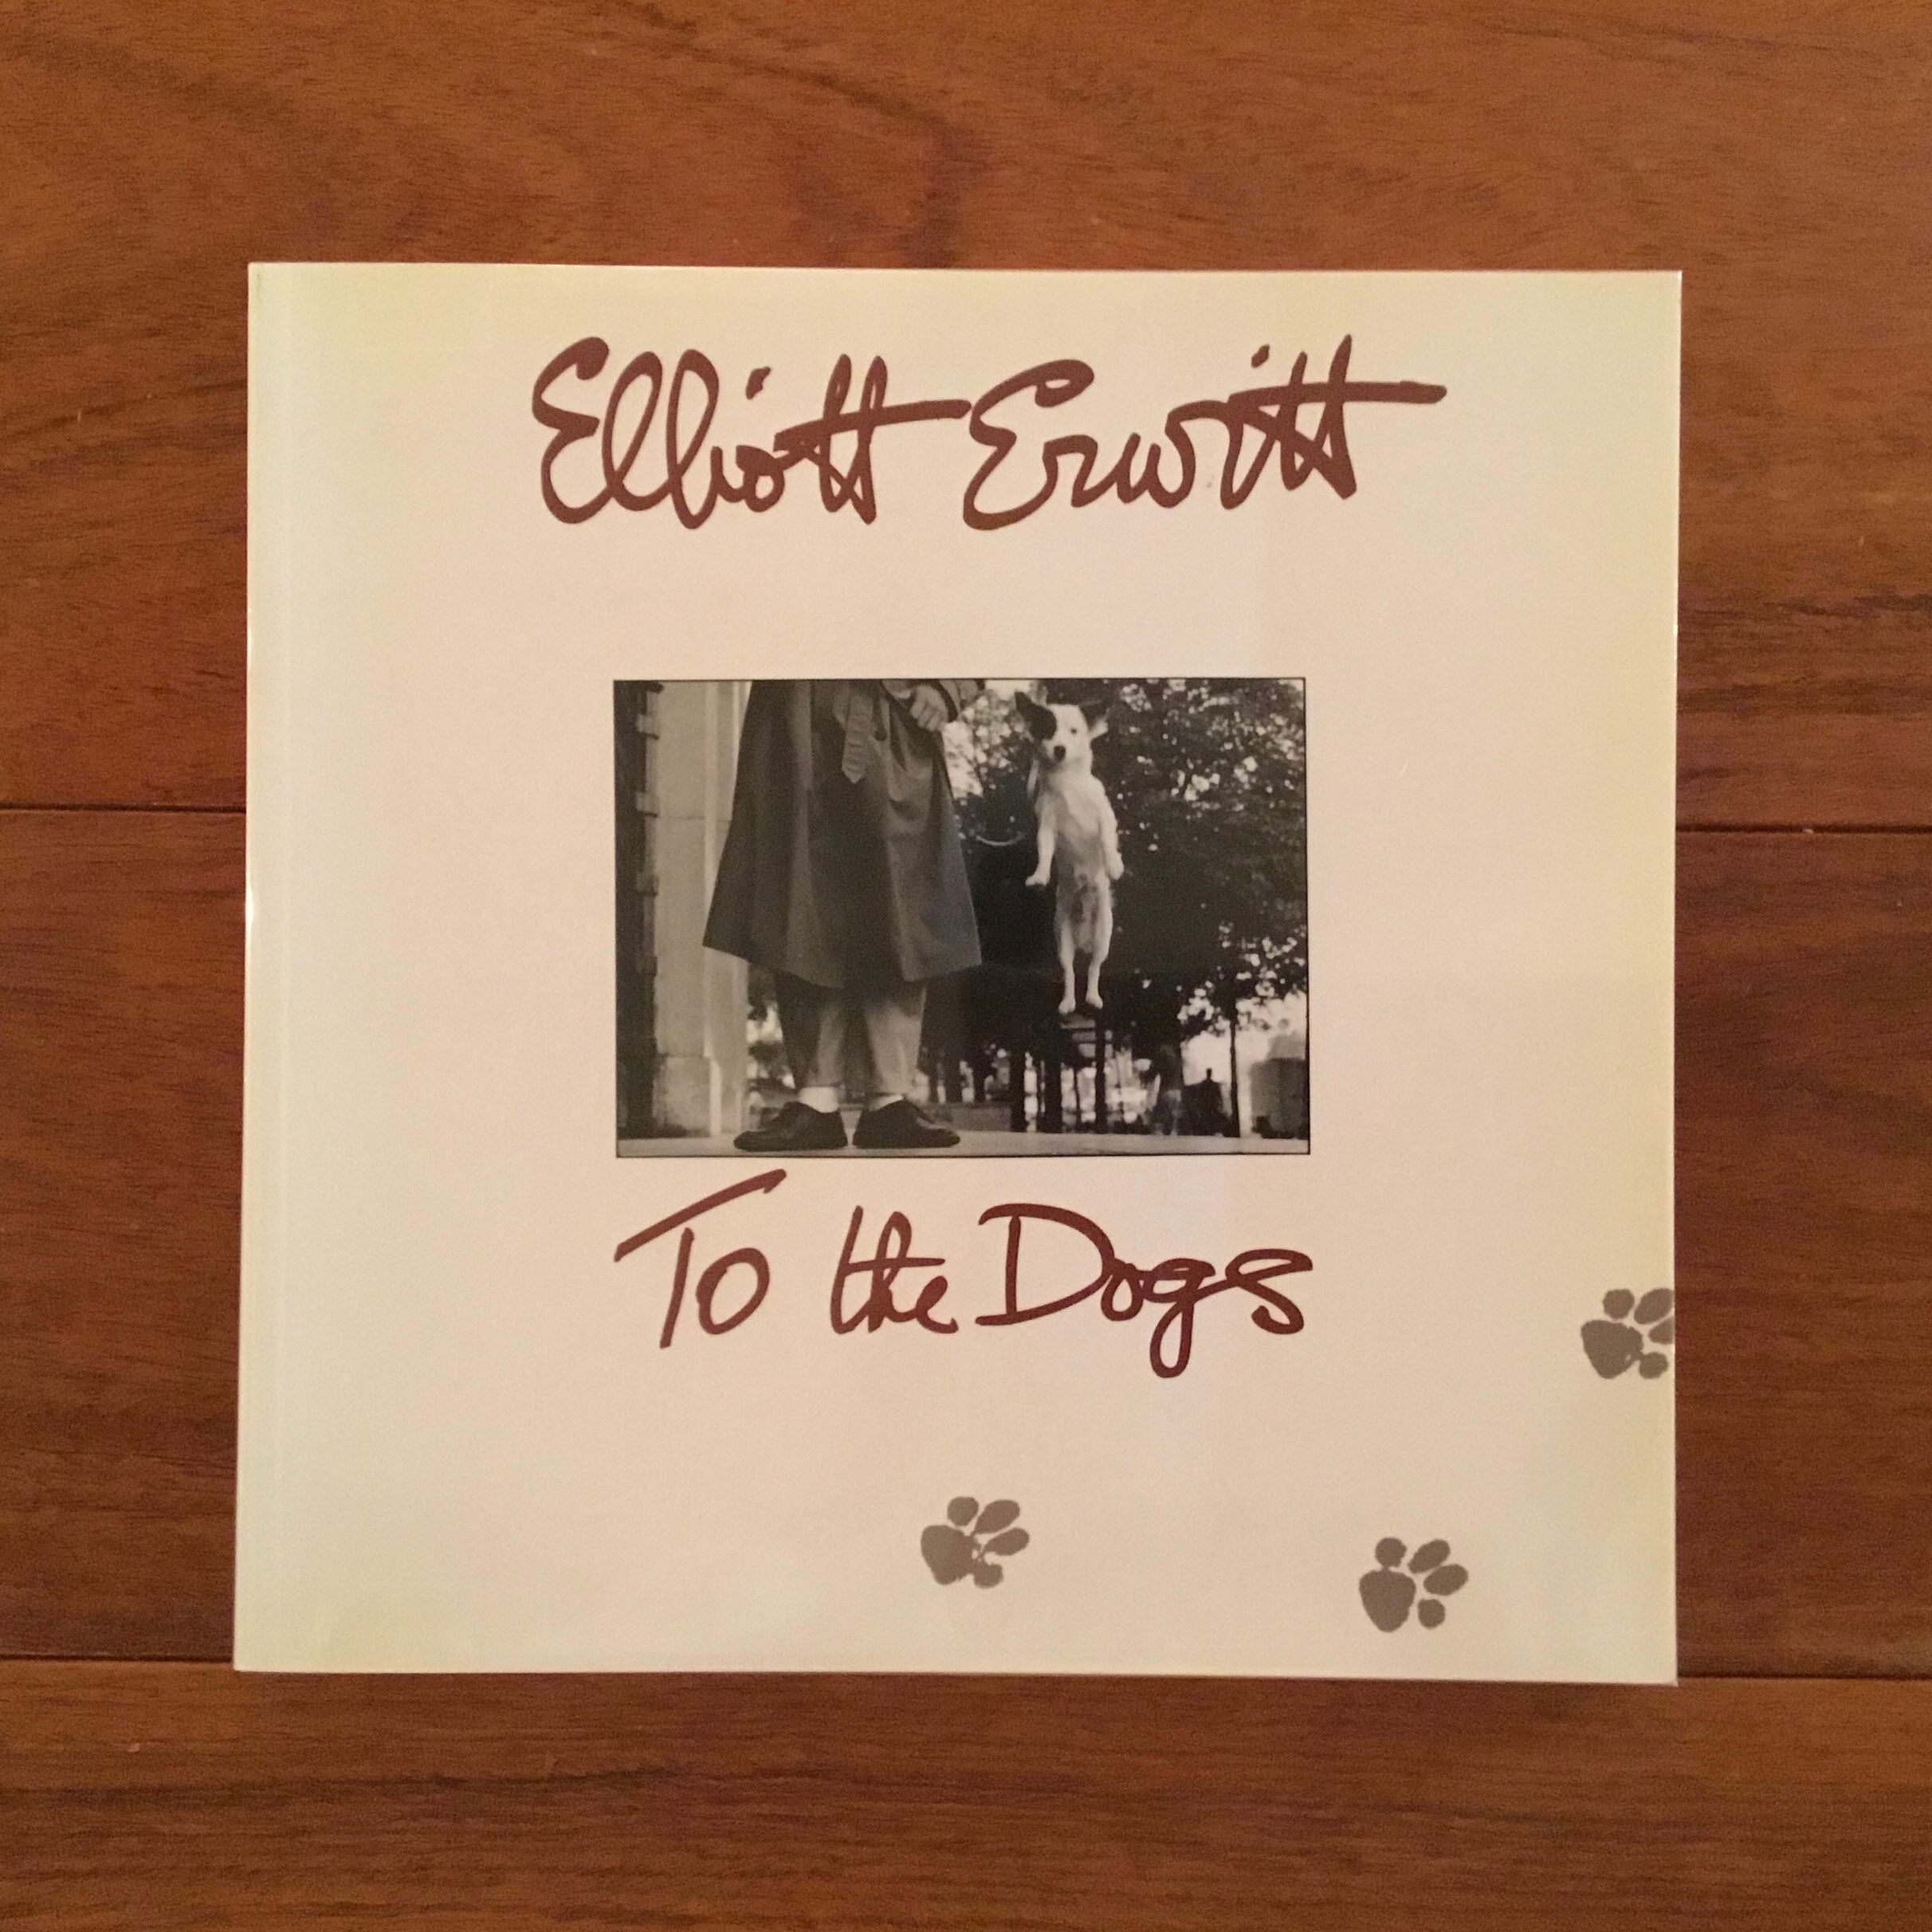 Elliott Erwitt
To the Dogs